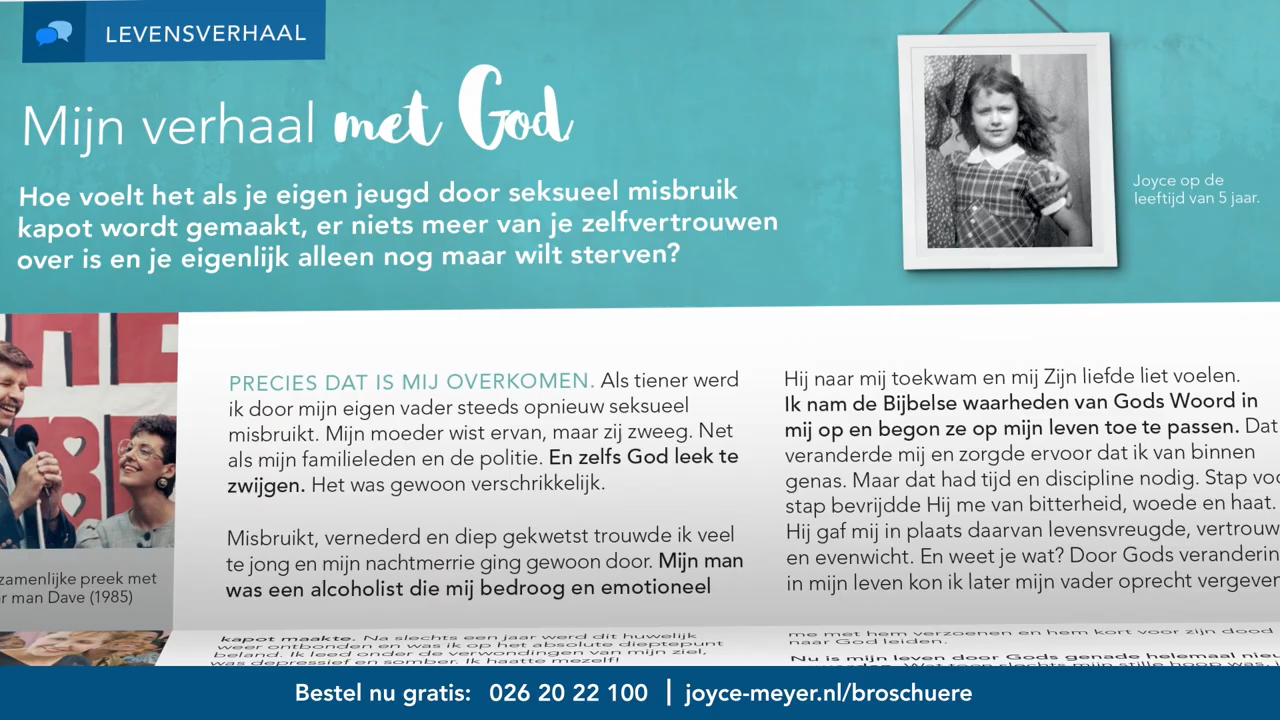 LEVENSVERHAAL
Mijn verhaal met God
Hoe voelt het als je eigen jeugd door seksueel misbruik
kapot wordt gemaakt, er niets meer van je zelfvertrouwen
over is en je eigenlijk alleen nog maar wilt sterven?
Joyce op de
leeftijd van 5 jaar.
zamenlijke preek met
r man Dave (1985)
PRECIES DAT IS MIJ OVERKOMEN. Als tiener werd
ik door mijn eigen vader steeds opnieuw seksueel
misbruikt. Mijn moeder wist ervan, maar zij zweeg. Net
als mijn familieleden en de politie. En zelfs God leek te
zwijgen. Het was gewoon verschrikkelijk.
Misbruikt, vernederd en diep gekwetst trouwde ik veel
te jong en mijn nachtmerrie ging gewoon door. Mijn man
was een alcoholist die mij bedroog en emotioneel
kapot maakte. Na slechts een jaar werd dit huwelijk
weer ontbonden en was ik op het absolute dieptepunt
beland. Ik leed onder de verwondingen van mijn ziel,
was depressief en somber. Ik haatte mezelf!
Hij naar mij toekwam en mij Zijn liefde liet voelen.
Ik nam de Bijbelse waarheden van Gods Woord in
mij op en begon ze op mijn leven toe te passen. Dat
veranderde mij en zorgde ervoor dat ik van binnen
genas. Maar dat had tijd en discipline nodig. Stap voo
stap bevrijdde Hij me van bitterheid, woede en haat.
Hij gaf mij in plaats daarvan levensvreugde, vertrouw
en evenwicht. En weet je wat? Door Gods veranderin
in mijn leven kon ik later mijn vader oprecht vergever
me met hem verzoenen en hem kort voor zijn dood
naar God leiden.
Nu is mijn leven door Gods genade helemaal nieu
Bestel nu gratis: 026 20 22 100 | joyce-meyer.nl/broschuere